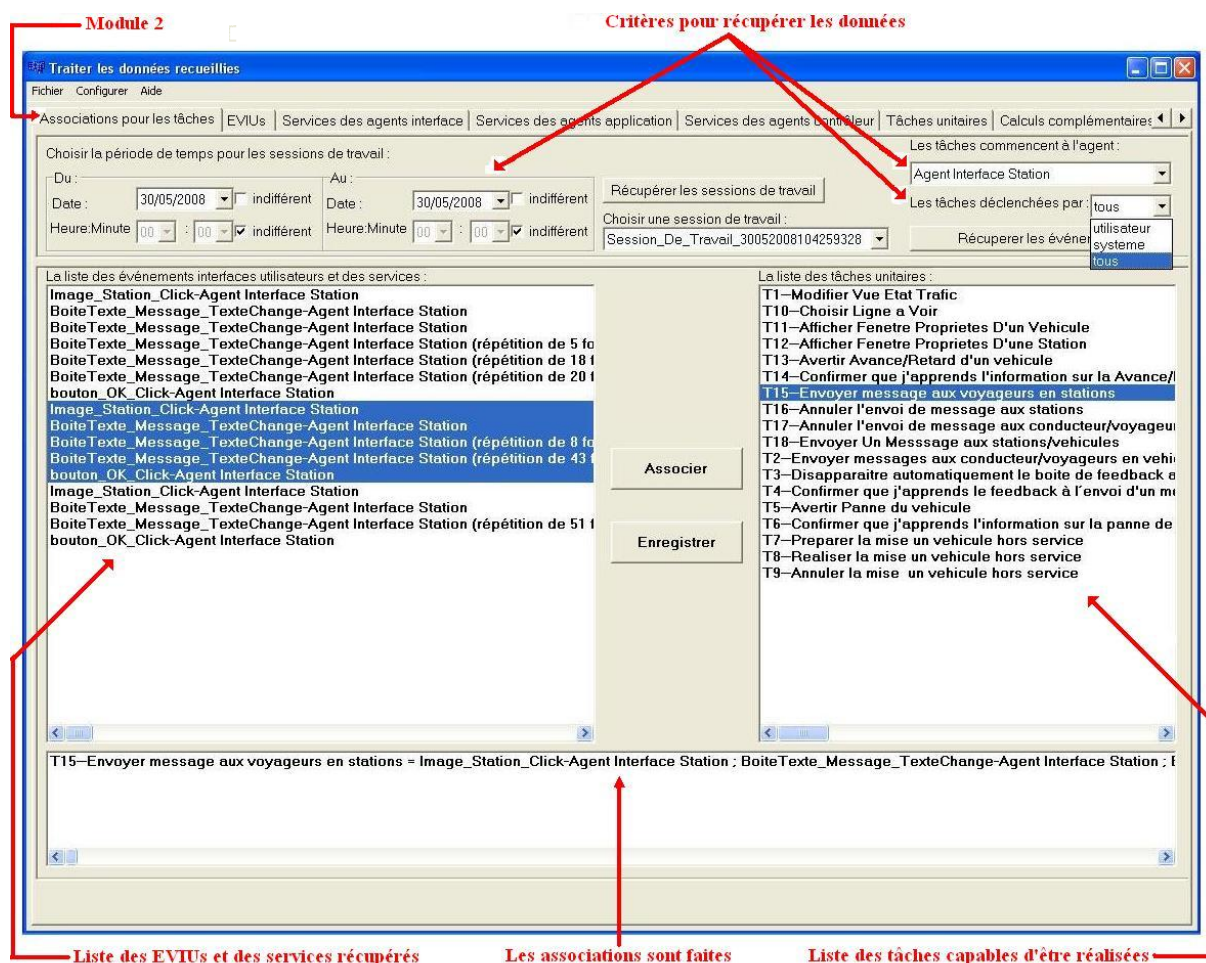 Module 2
Critères pour récupérer les données
Traiter les données recueillies
Fichier Configurer Aide
Associations pour les tâches EVIUs Services des agents interface Services des agents application Services des agents contrôleur Tâches unitaires Calculs complémentaires
Choisir la période de temps pour les sessions de travail :
Les tâches commencent à l'agent :
Du :
Au :
Agent Interface Station
Date : 30/05/2008 indifférent
Date : 30/05/2008 indifférent
Récupérer les sessions de travail
Les tâches déclenchées par : tous
Heure:Minute 00 : 00 indifférent
Heure:Minute 00 : 00 indifférent
Choisir une session de travail :
Session_De_Travail_30052008104259328
Récuperer les événe
utilisateur
systeme
tous
La liste des événements interfaces utilisateurs et des services :
Image_Station_Click-Agent Interface Station
BoiteTexte_Message_TexteChange-Agent Interface Station
BoiteTexte_Message_TexteChange-Agent Interface Station
BoiteTexte_Message_TexteChange-Agent Interface Station (répétition de 5 fo
BoiteTexte_Message_TexteChange-Agent Interface Station (répétition de 18 f
BoiteTexte_Message_TexteChange-Agent Interface Station (répétition de 20 f
bouton_OK_Click-Agent Interface Station
Image_Station_Click-Agent Interface Station
BoiteTexte_Message_TexteChange-Agent Interface Station
BoiteTexte_Message_TexteChange-Agent Interface Station (répétition de 8 fo
BoiteTexte_Message_TexteChange-Agent Interface Station (répétition de 43 f
bouton_OK_Click-Agent Interface Station
Image_Station_Click-Agent Interface Station
BoiteTexte_Message_TexteChange-Agent Interface Station
BoiteTexte_Message_TexteChange-Agent Interface Station (répétition de 51 f
bouton_OK_Click-Agent Interface Station
Associer
Enregistrer
La liste des tâches unitaires :
T1--Modifier Vue Etat Trafic
T10--Choisir Ligne a Voir
T11--Afficher Fenetre Proprietes D'un Vehicule
T12--Afficher Fenetre Proprietes D'une Station
T13--Avertir Avance/Retard d'un vehicule
T14--Confirmer que j'apprends l'information sur la Avance/
T15--Envoyer message aux voyageurs en stations
T16--Annuler l'envoi de message aux stations
T17--Annuler l'envoi de message aux conducteur/voyageu
T18--Envoyer Un Messsage aux stations/vehicules
T2--Envoyer messages aux conducteur/voyageurs en vehi
T3--Disapparaitre automatiquement le boite de feedback a
T4--Confirmer que j'apprends le feedback à l´envoi d'un m
T5--Avertir Panne du vehicule
T6--Confirmer que j'apprends l'information sur la panne de
T7--Preparer la mise un vehicule hors service
T8--Realiser la mise un vehicule hors service
T9--Annuler la mise un vehicule hors service
T15--Envoyer message aux voyageurs en stations = Image_Station_Click-Agent Interface Station ; BoiteTexte_Message_TexteChange-Agent Interface Station ;
Liste des EVIUs et des services récupérés
Les associations sont faites
Liste des tâches capables d'être réalisées